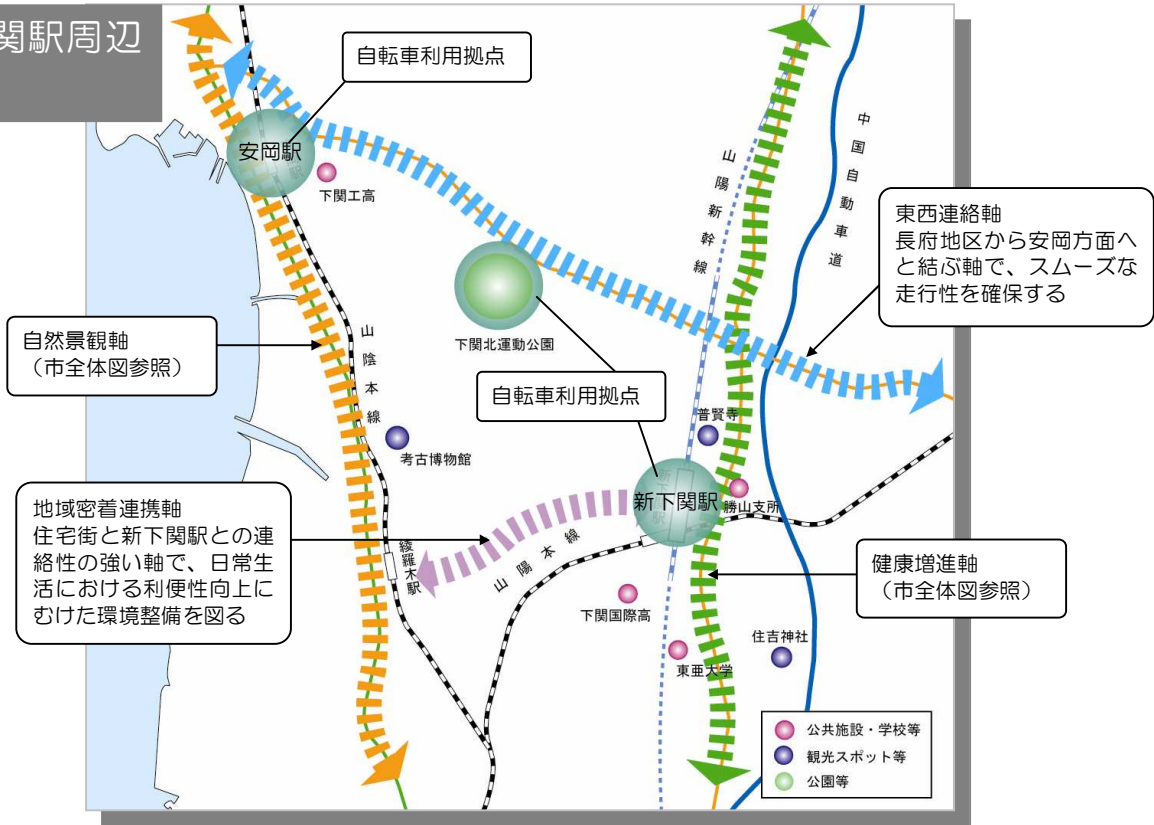 関駅周辺
自転車利用拠点
安岡駅
下関工高
中国自動車道
山陽新幹線
東西連絡軸
長府地区から安岡方面へ
と結ぶ軸で、スムーズな
走行性を確保する
下関北運動公園
自然景観軸
（市全体図参照）
山陰本線
自転車利用拠点
普賢寺
考古博物館
地域密着連携軸
住宅街と新下関駅との連
絡性の強い軸で、日常生
活における利便性向上に
むけた環境整備を図る
新下関駅
勝山支所
綾羅木駅
山陽本線
健康増進軸
（市全体図参照）
下関国際高
住吉神社
東亜大学
公共施設・学校等
観光スポット等
公園等